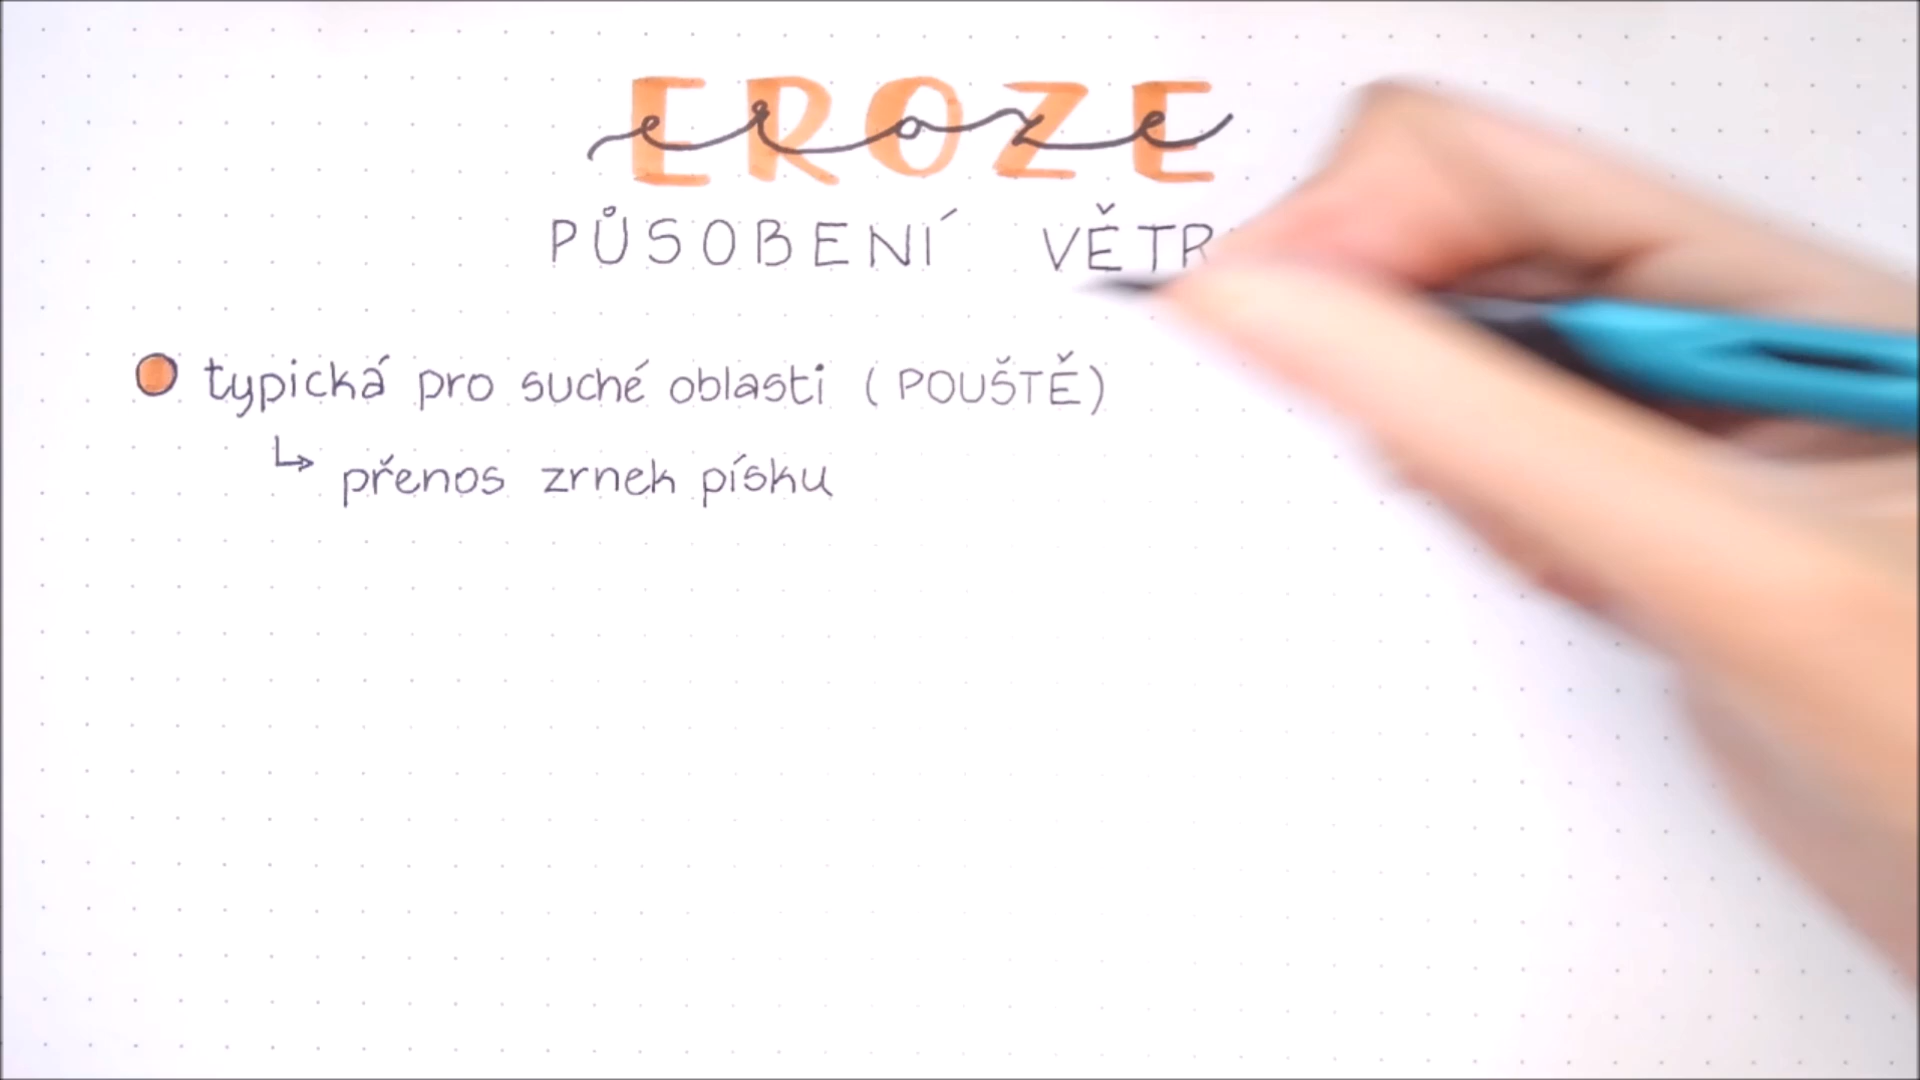 EROZE
eroze
PŮSOBENÍ VĚTR
typická pro suché oblasti (POUŠTĚ)
↳ přenos zrnek písku